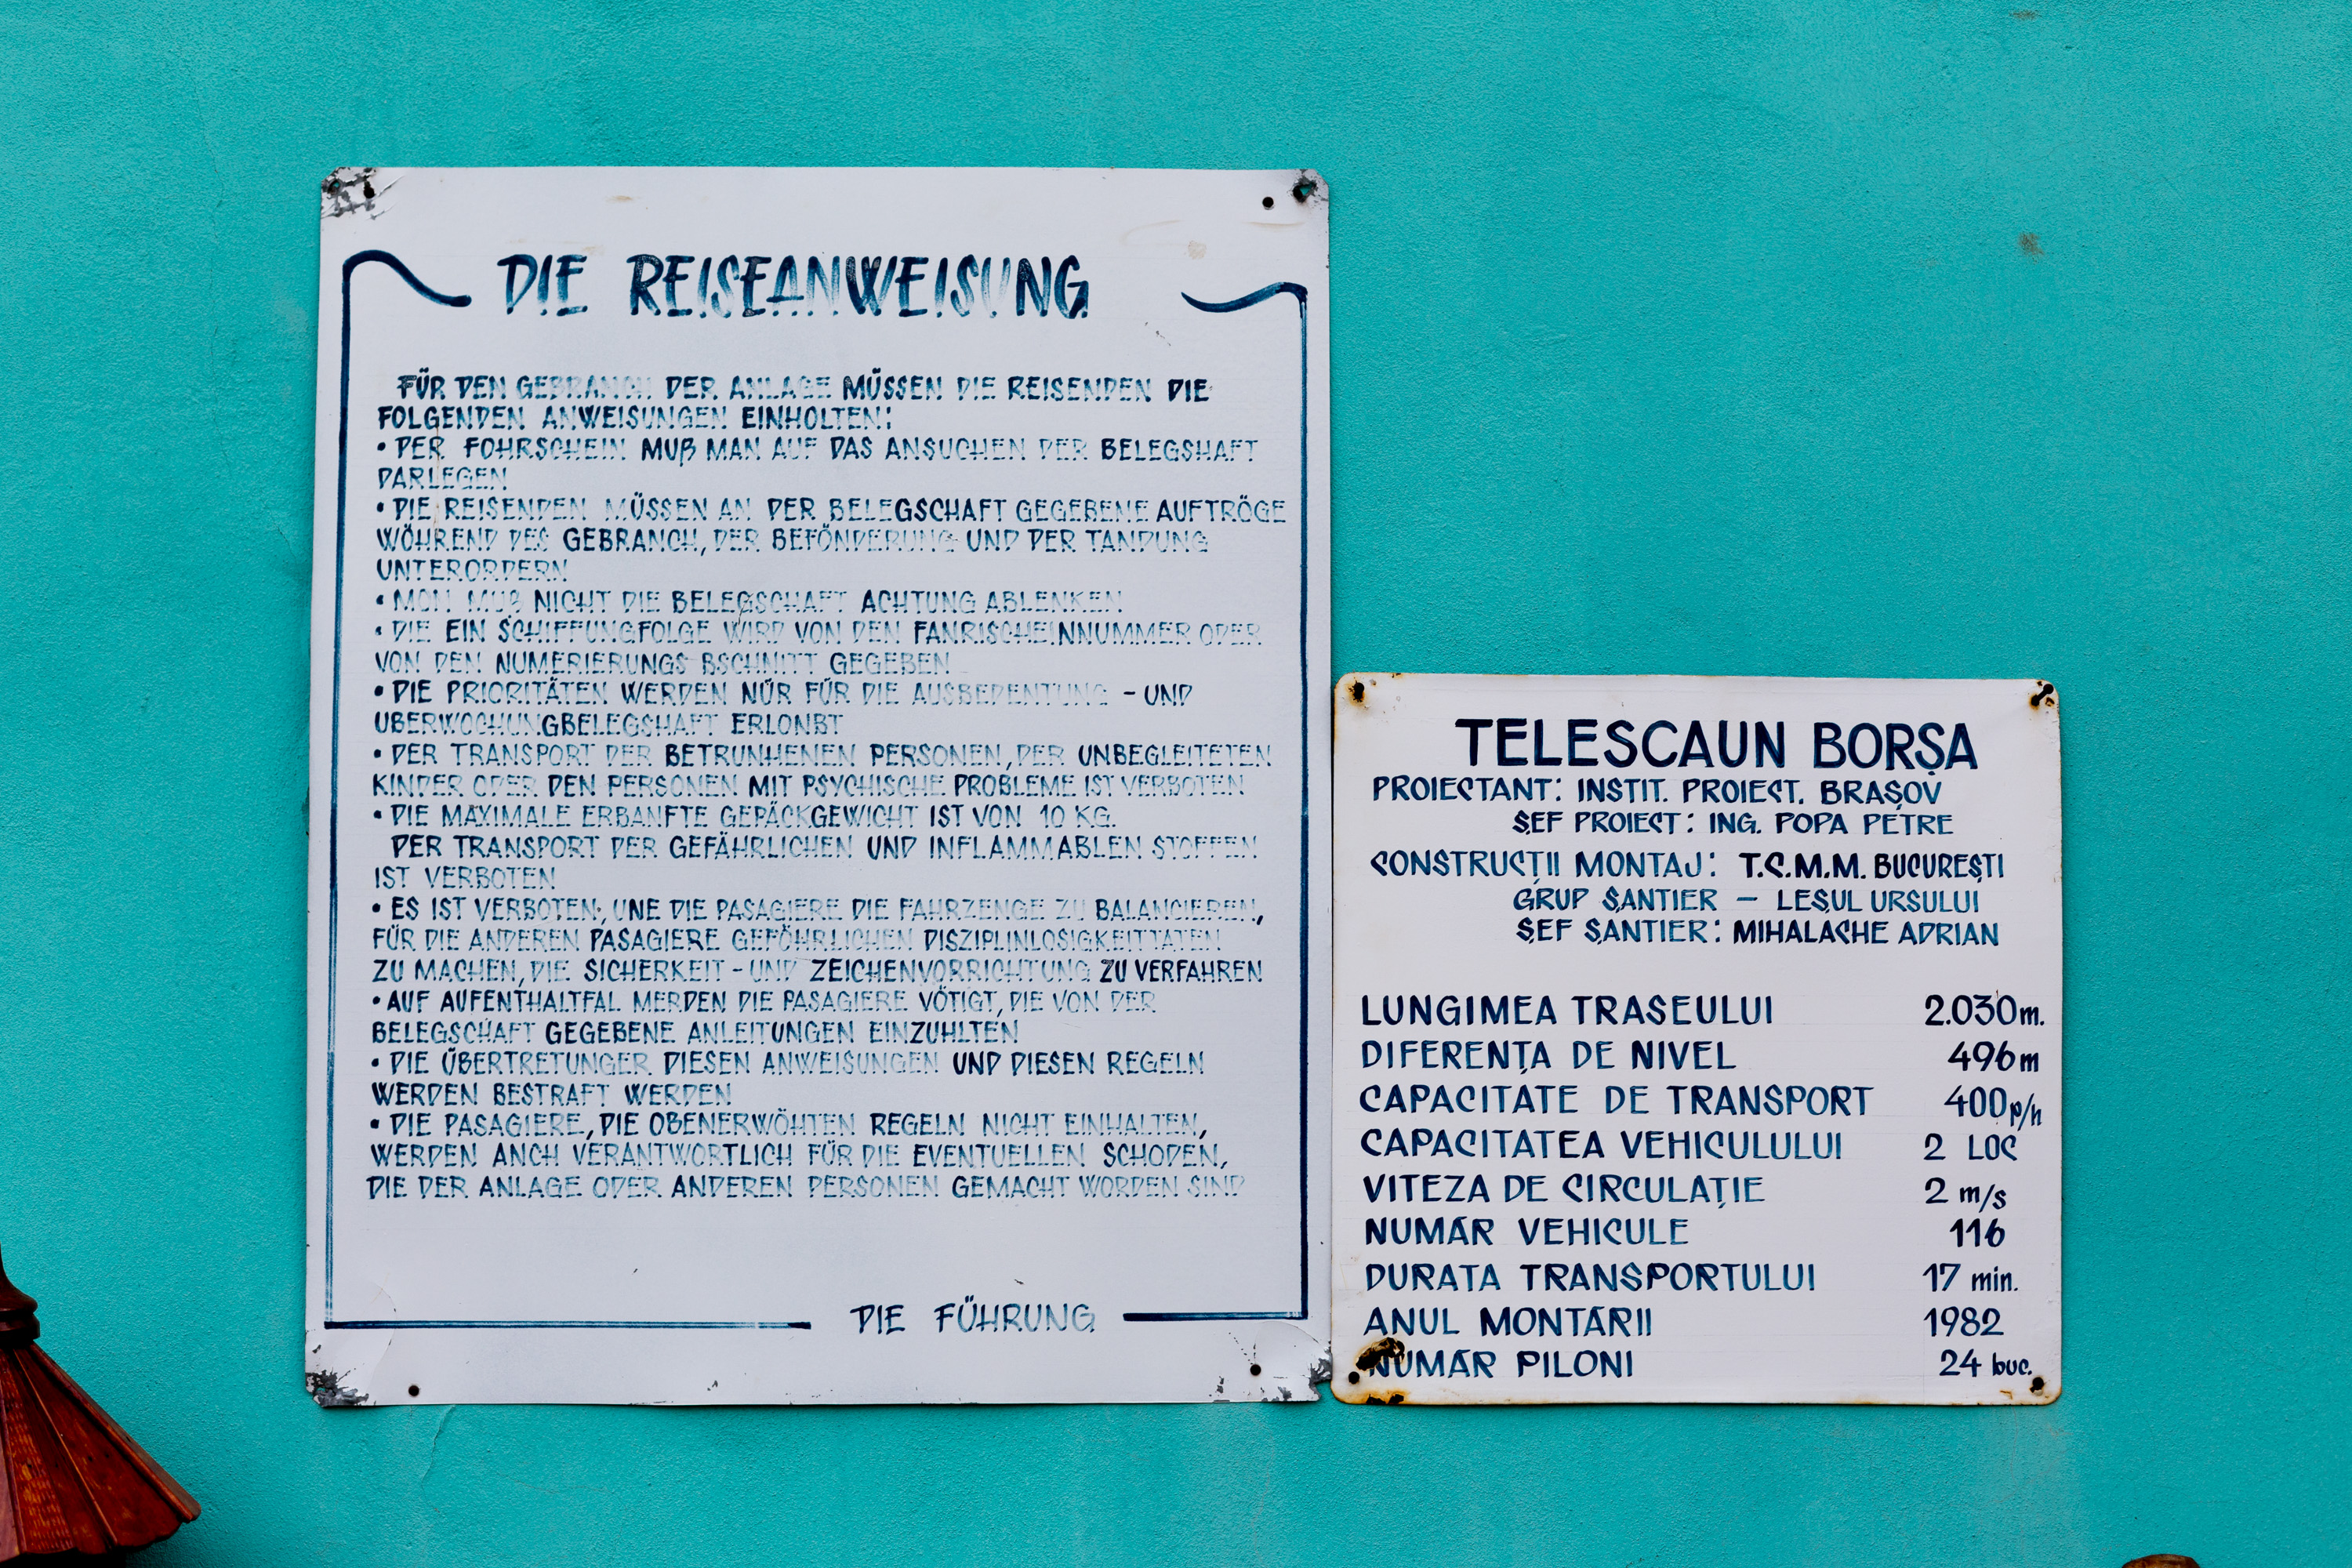 DIE REISEANWEISUNG
FÜR DEN GEBRANCH DER ANLAGE MÜSSEN DIE REISENDEN DIE
FOLGENDEN ANWEISUNGEN EINHOLTEN:
• DER FOHRSCHEIN MUß MAN AUF DAS ANSUCHEN DER BELEGSHAFT
DARLEGEN
• DIE REISENDEN MÜSSEN AN DER BELEGSCHAFT GEGEBENE AUFTRÖGE
WÖHREND DES GEBRANCH, DER BEFÖNDERUNG UND DER TANDUNG
UNTERORDERN
• MON MUß NICHT DIE BELEGSCHAFT ACHTUNG ABLENKEN
• DIE EIN SCHIFFUNGFOLGE WIRD VON DEN FANRISCHEINNUMMER ODER
VON DEN NUMERIERUNGS BSCHNITT GEGEBEN
• DIE PRIORITÄTEN WERDEN NÜR FÜR DIE AUSBEDENTUNG - UND
UBERWOCHUNGBELEGSHAFT ERLONBT
• DER TRANSPORT DER BETRUNHENEN PERSONEN, DER UNBEGLEITETEN
KINDER ODER DEN PERSONEN MIT PSYCHISCHE PROBLEME IST VERBOTEN
• DIE MAXIMALE ERBANFTE GEPÄCKGEWICHT IST VON 10 KG.
DER TRANSPORT DER GEFÄHRLICHEN UND INFLAMMABLEN STOFFEN
IST VERBOTEN
• ES IST VERBOTEN:, UNE DIE PASAGIERE DIE FAHRZENGE ZU BALANCIEREN,
FÜR DIE ANDEREN PASAGIERE GEFÖHRLICHEN DISZIPLINLOSIGKEITTATEN
ZU MACHEN, DIE SICHERKEIT - UND ZEICHENVORRICHTUNG ZU VERFAHREN
• AUF AUFENTHALTFAL MERDEN DIE PASAGIERE VÖTIGT, DIE VON DER
BELEGSCHAFT GEGEBENE ANLEITUNGEN EINZUHLTEN
• DIE ÜBERTRETUNGER DIESEN ANWEISUNGEN UND DIESEN REGELN
WERDEN BESTRAFT WERDEN
• DIE PASAGIERE, DIE OBENERWÖHTEN REGELN NICHT EINHALTEN,
WERDEN ANCH VERANTWORTLICH FÜR DIE EVENTUELLEN SCHODEN,
DIE DER ANLAGE ODER ANDEREN PERSONEN GEMACHT WORDEN SIND
DIE FÜHRUNG
TELESCAUN BORȘA
PROIECTANT: INSTIT. PROIECT. BRAȘOV
ȘEF PROIECT: ING. POPA PETRE
CONSTRUCȚII MONTAJ: T.C.M.M. BUCUREȘTI
GRUP ȘANTIER – LEȘUL URSULUI
ȘEF ȘANTIER: MIHALACHE ADRIAN
LUNGIMEA TRASEULUI 2.030m.
DIFERENȚA DE NIVEL 496m
CAPACITATE DE TRANSPORT 400p/h
CAPACITATEA VEHICULULUI 2 LOC
VITEZA DE CIRCULAȚIE 2 m/s
NUMĂR VEHICULE 116
DURATA TRANSPORTULUI 17 min.
ANUL MONTĂRII 1982
NUMĂR PILONI 24 buc.